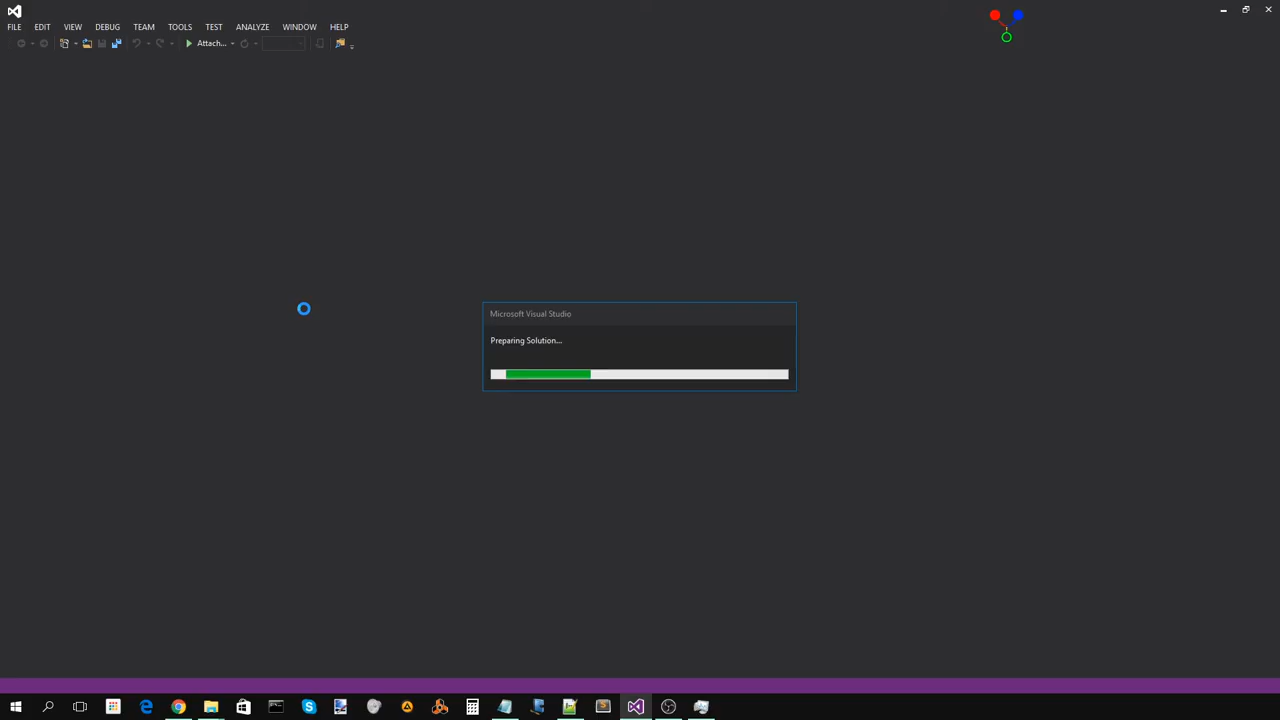 FILE EDIT VIEW DEBUG TEAM TOOLS TEST ANALYZE WINDOW HELP
Attach...
Microsoft Visual Studio
Preparing Solution...